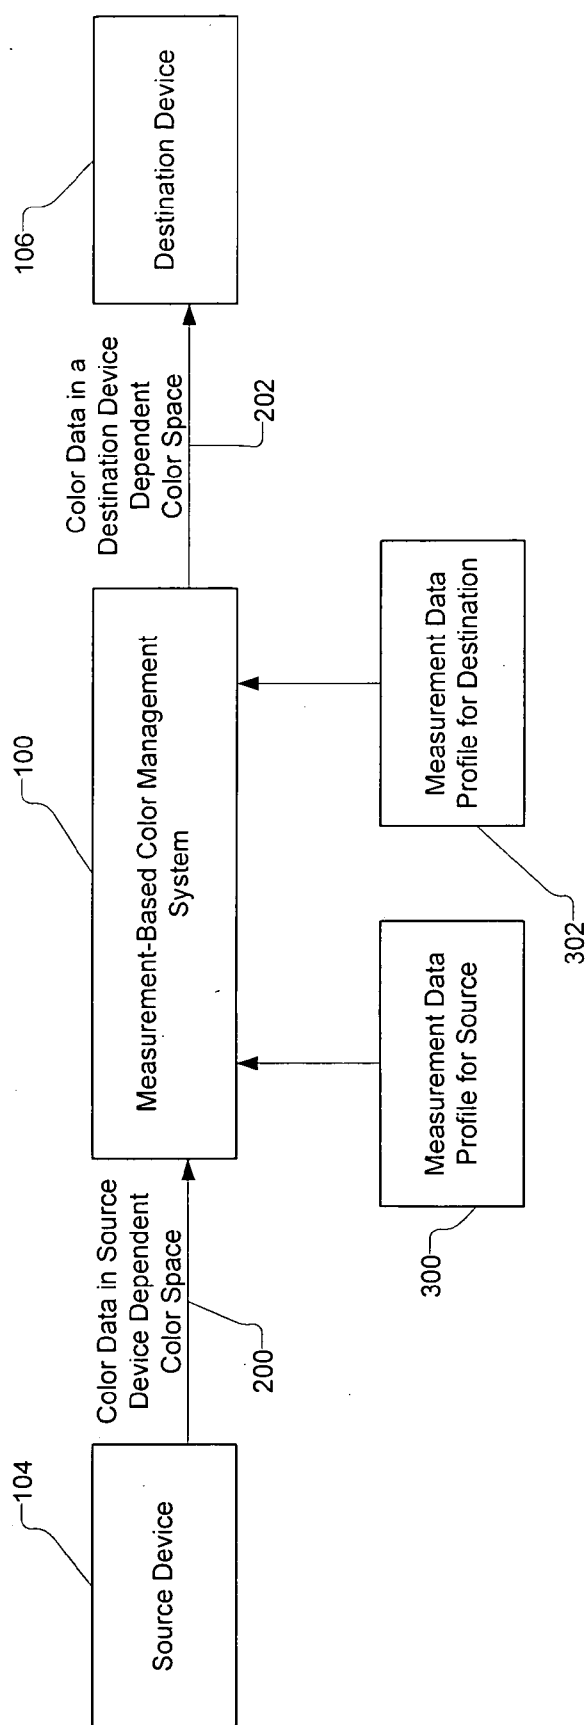 104
Source Device
Color Data in Source
Device Dependent
Color Space
200
100
Measurement-Based Color Management
System
Measurement Data
Profile for Source
300
Measurement Data
Profile for Destination
302
Color Data in a
Destination Device
Dependent
Color Space
202
106
Destination Device